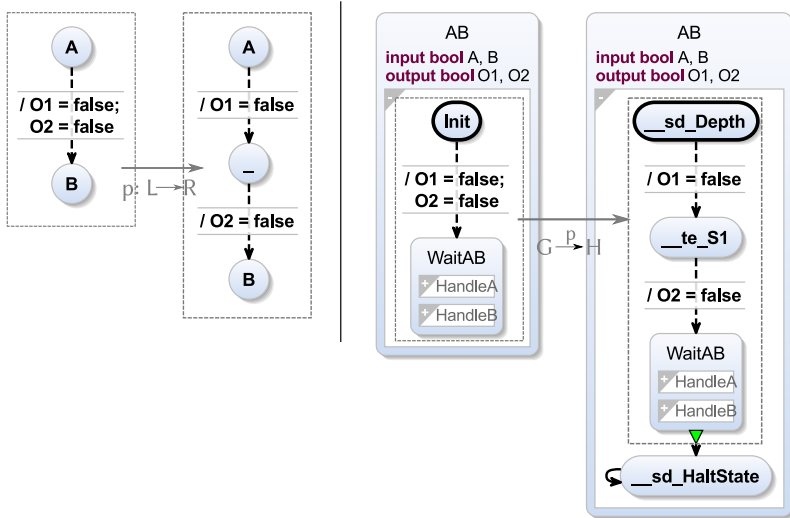 A
/ O1 = false;
O2 = false
B
p: L→R
A
/ O1 = false
_
/ O2 = false
B
AB
input bool A, B
output bool O1, O2
-
Init
/ O1 = false;
O2 = false
WaitAB
+ HandleA
+ HandleB
G p→ H
AB
input bool A, B
output bool O1, O2
-
__sd_Depth
/ O1 = false
__te_S1
/ O2 = false
WaitAB
+ HandleA
+ HandleB
__sd_HaltState